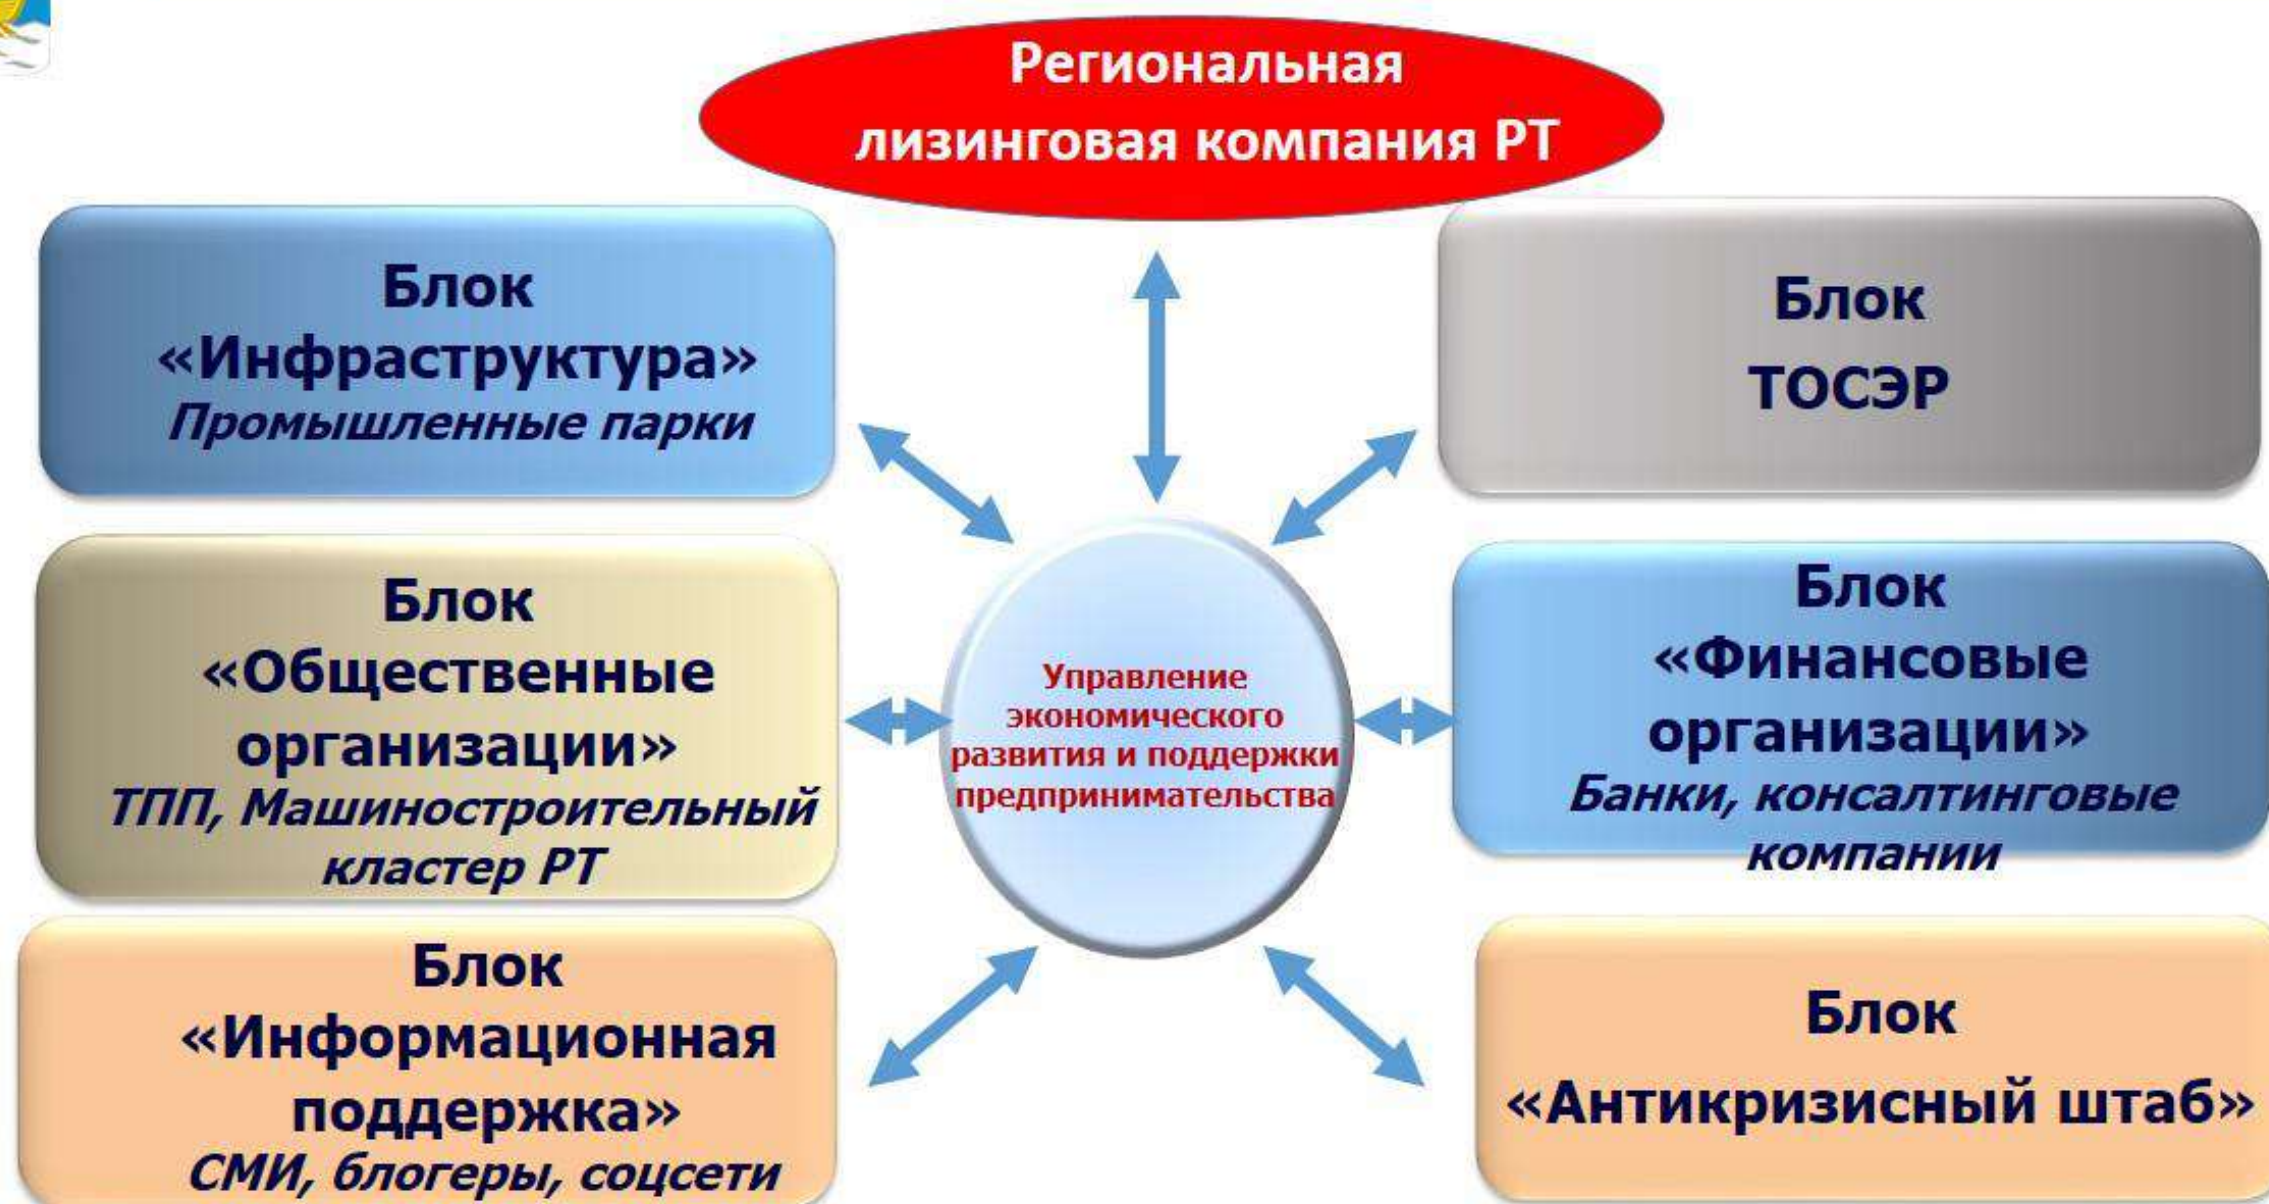 Региональная
лизинговая компания РТ
Блок
«Инфраструктура»
Промышленные парки
Блок
ТОСЭР
Блок
«Общественные
организации»
ТПП, Машиностроительный
кластер РТ
Управление
экономического
развития и поддержки
предпринимательства
Блок
«Финансовые
организации»
Банки, консалтинговые
компании
Блок
«Информационная
поддержка»
СМИ, блогеры, соцсети
Блок
«Антикризисный штаб»